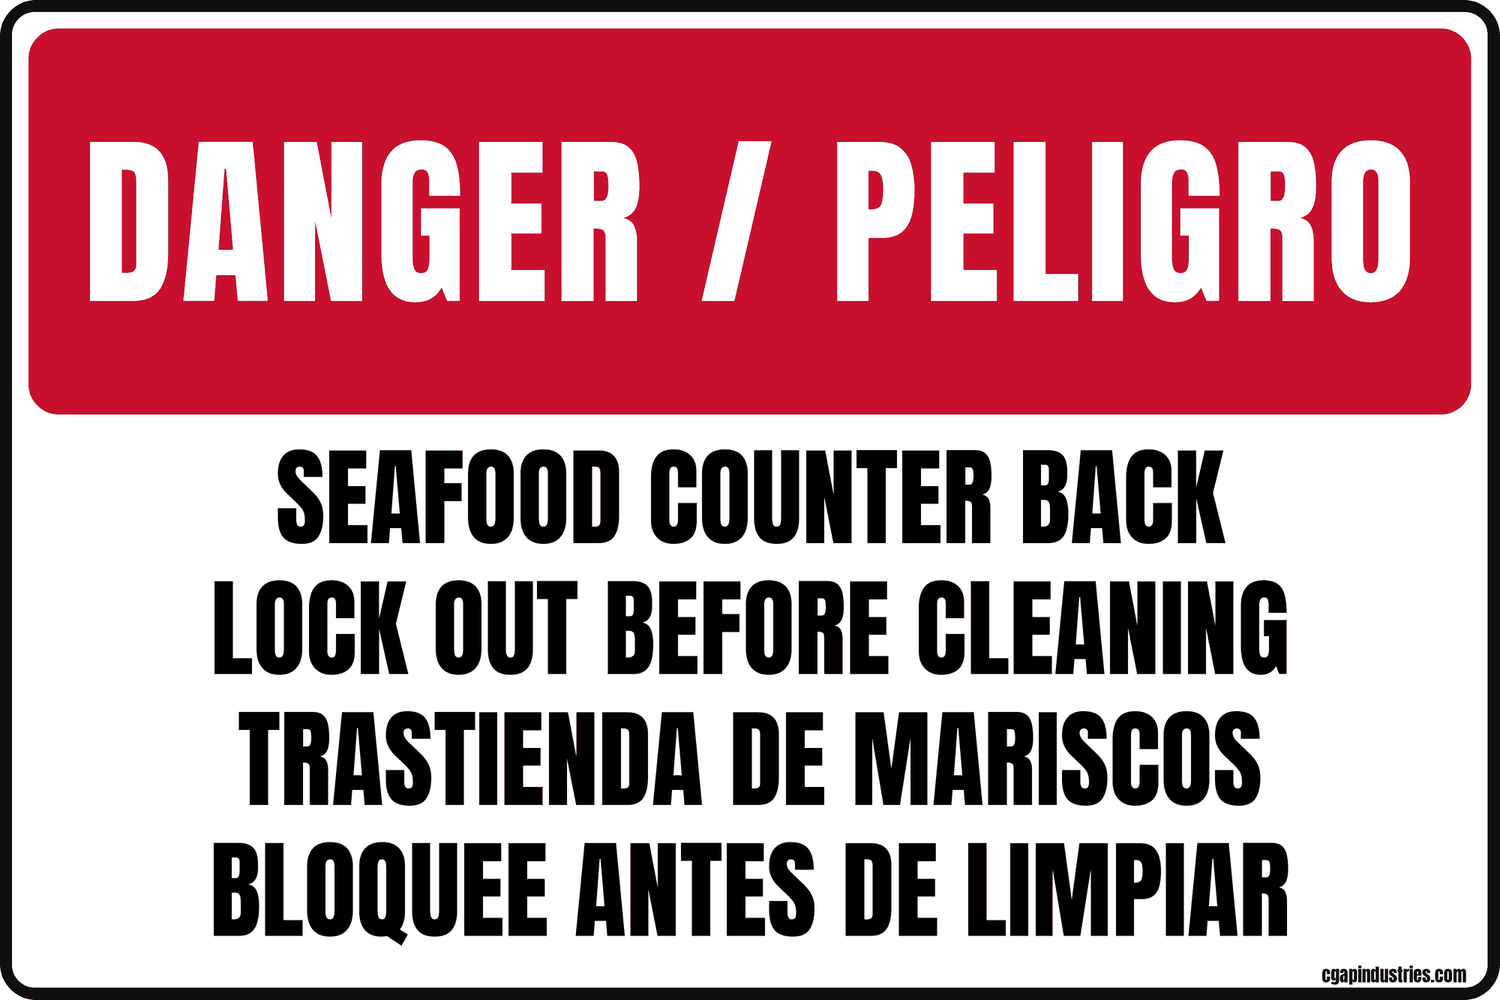 DANGER / PELIGRO
SEAFOOD COUNTER BACK
LOCK OUT BEFORE CLEANING
TRASTIENDA DE MARISCOS
BLOQUEE ANTES DE LIMPIAR
cgapindustries.com